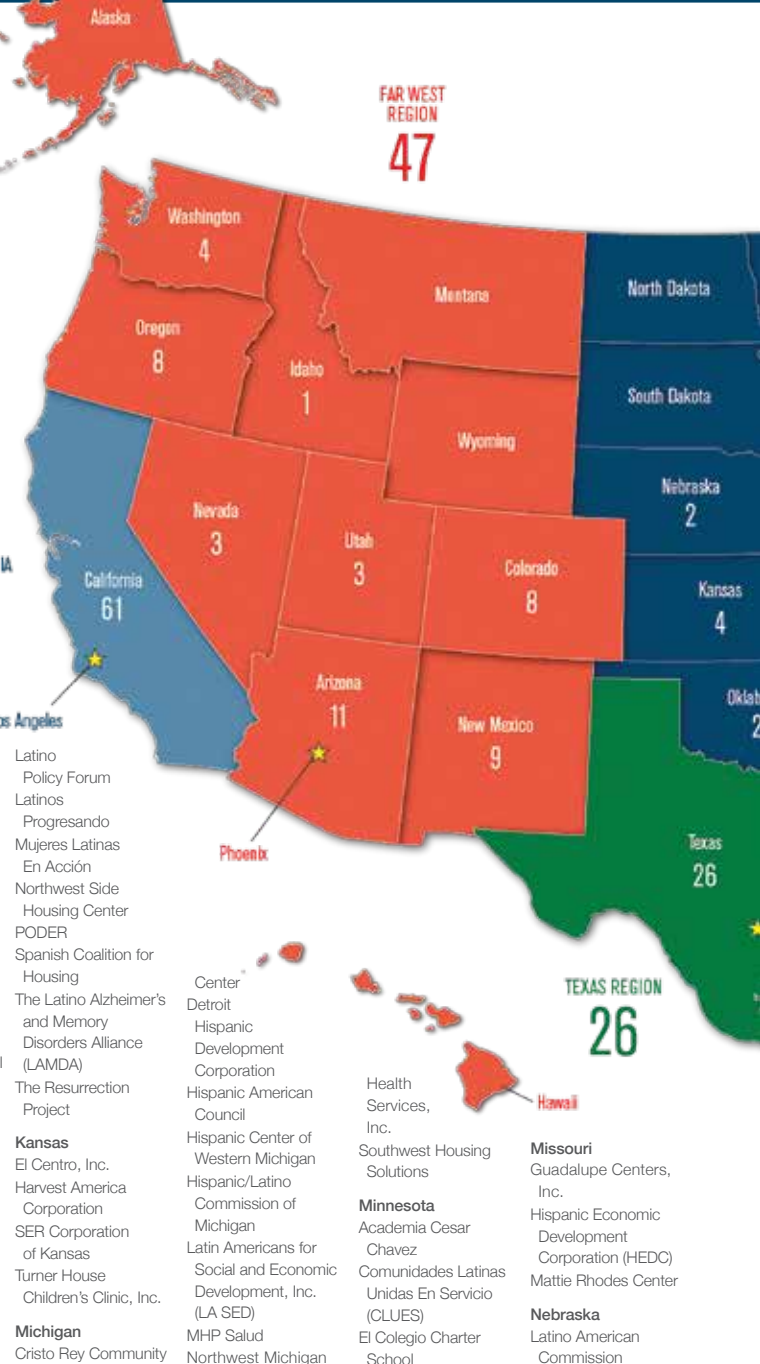 Alaska
FAR WEST
REGION
47
Washington
4
Montana
North Dakota
Oregon
8
Idaho
1
South Dakota
Wyoming
Nebraska
2
Nevada
3
Utah
3
Colorado
8
IA
California
61
Kansas
4
Arizona
11
New Mexico
9
Oklah
2
os Angeles
Phoenix
Texas
26
TEXAS REGION
26
Hawaii
Latino
Policy Forum
Latinos
Progresando
Mujeres Latinas
En Acción
Northwest Side
Housing Center
PODER
Spanish Coalition for
Housing
The Latino Alzheimer's
and Memory
Disorders Alliance
(LAMDA)
The Resurrection
Project
Kansas
El Centro, Inc.
Harvest America
Corporation
SER Corporation
of Kansas
Turner House
Children's Clinic, Inc.
Michigan
Cristo Rey Community
Center
Detroit
Hispanic
Development
Corporation
Hispanic American
Council
Hispanic Center of
Western Michigan
Hispanic/Latino
Commission of
Michigan
Latin Americans for
Social and Economic
Development, Inc.
(LA SED)
MHP Salud
Northwest Michigan
Health
Services,
Inc.
Southwest Housing
Solutions
Minnesota
Academia Cesar
Chavez
Comunidades Latinas
Unidas En Servicio
(CLUES)
El Colegio Charter
School
Missouri
Guadalupe Centers,
Inc.
Hispanic Economic
Development
Corporation (HEDC)
Mattie Rhodes Center
Nebraska
Latino American
Commission